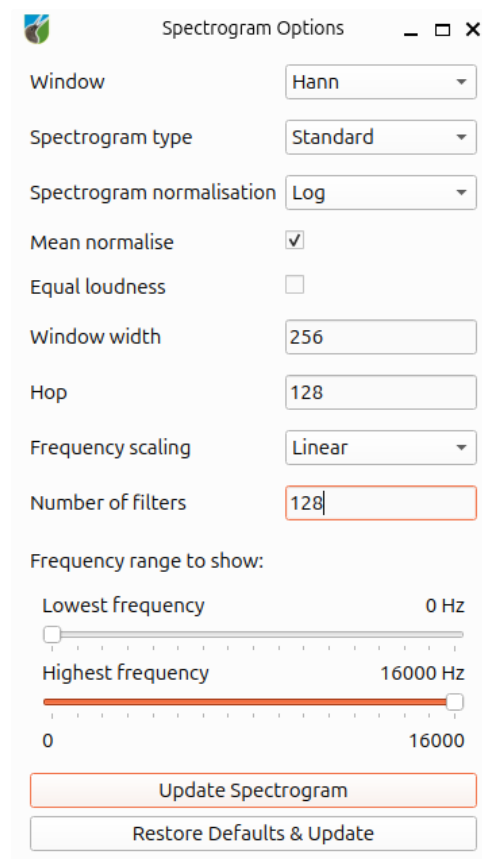 Spectrogram Options
Window Hann
Spectrogram type Standard
Spectrogram normalisation Log
Mean normalise
Equal loudness
Window width 256
Hop 128
Frequency scaling Linear
Number of filters 128
Frequency range to show:
Lowest frequency 0 Hz
Highest frequency 16000 Hz
0 16000
Update Spectrogram
Restore Defaults & Update